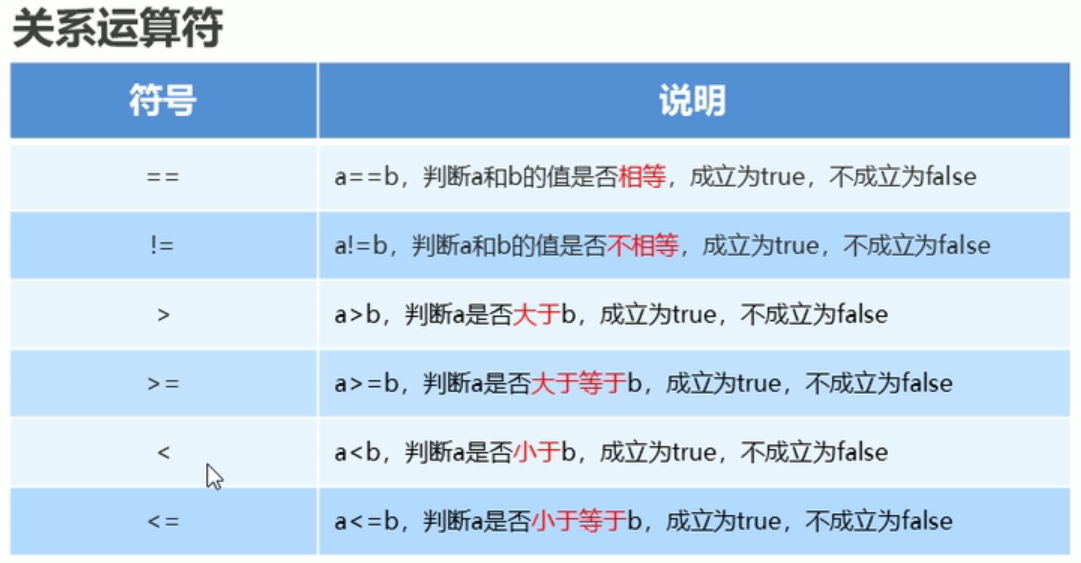 关系运算符
符号 说明
== a==b，判断a和b的值是否相等，成立为true，不成立为false
!= a!=b，判断a和b的值是否不相等，成立为true，不成立为false
> a>b，判断a是否大于b，成立为true，不成立为false
>= a>=b，判断a是否大于等于b，成立为true，不成立为false
< a<b，判断a是否小于b，成立为true，不成立为false
<= a<=b，判断a是否小于等于b，成立为true，不成立为false